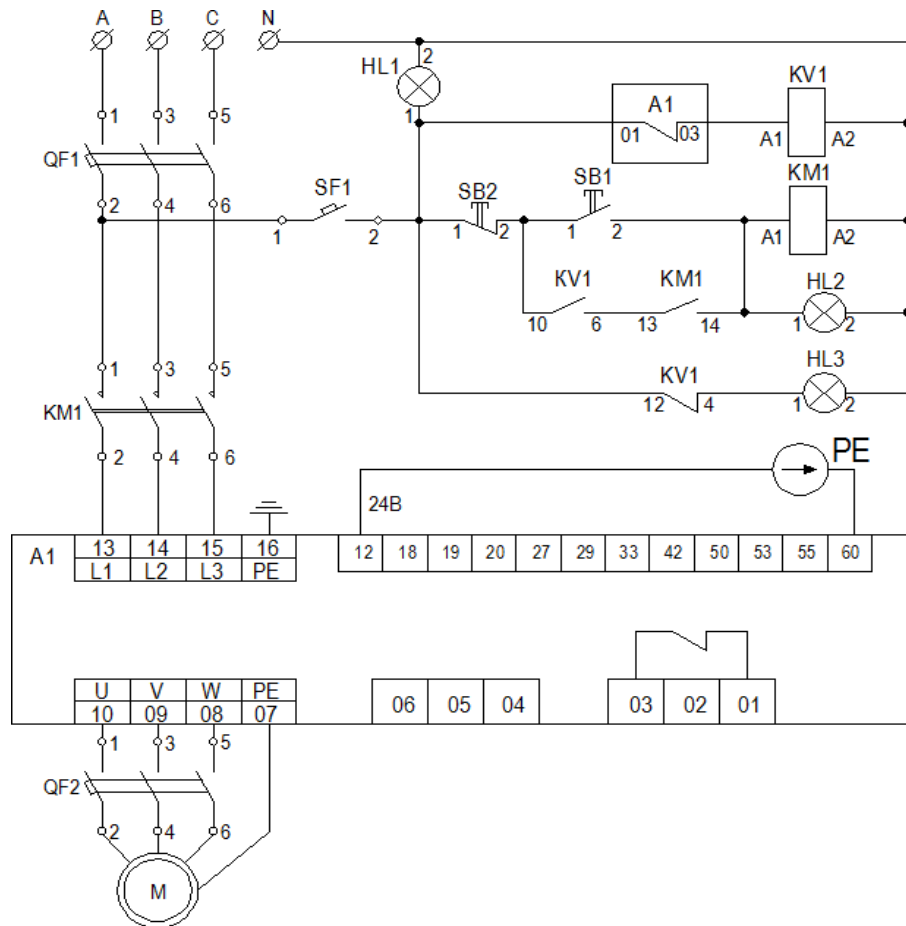 A B C N
HL1 2 1
A1 01 03
KV1 A1 A2
1 3 5
QF1
2 4 6
SF1 1 2
SB2 1 2
SB1 1 2
KM1 A1 A2
KV1 10 6
KM1 13 14
HL2 1 2
KV1 12 4
HL3 1 2
1 3 5
KM1
2 4 6
PE
24В
A1
13 14 15 16
L1 L2 L3 PE
12 18 19 20 27 29 33 42 50 53 55 60
U V W PE
10 09 08 07
06 05 04
03 02 01
1 3 5
QF2
2 4 6
M